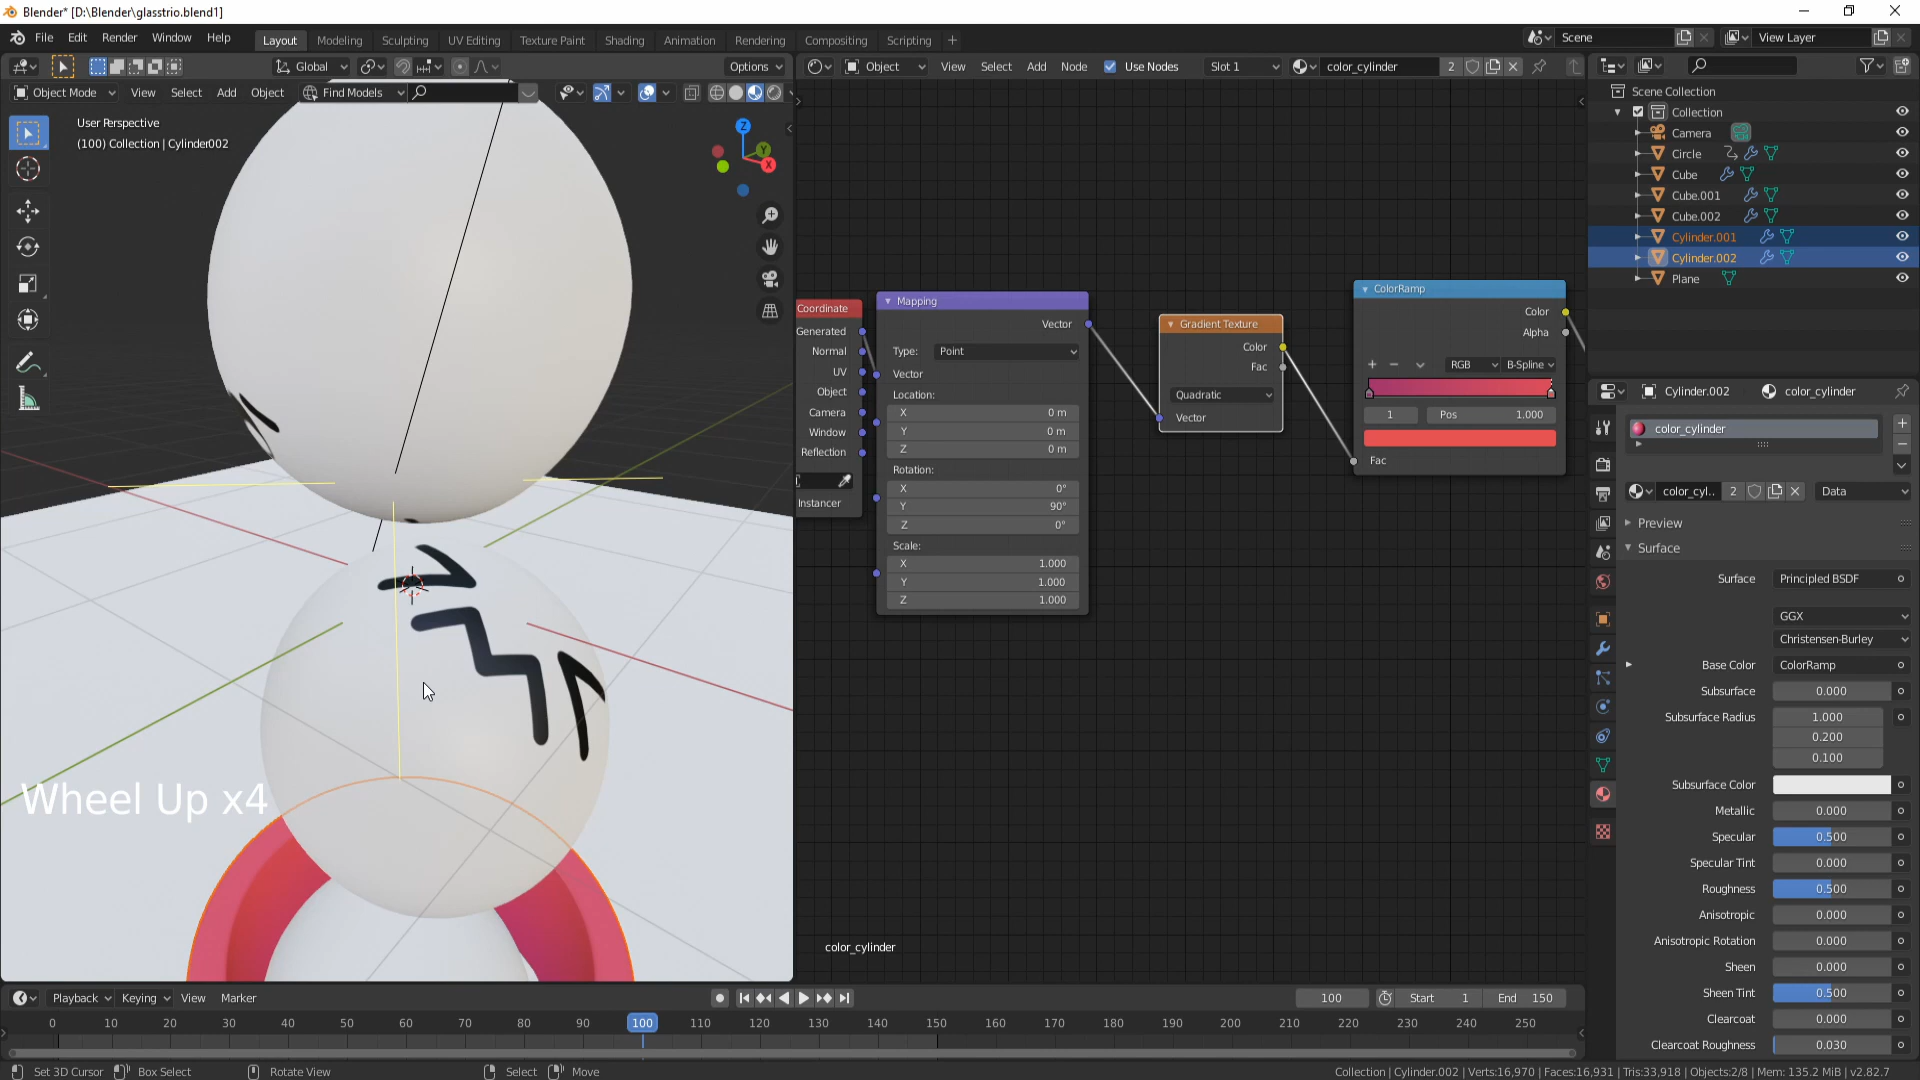 Blender* [D:\Blender\glasstrio.blend1]
File Edit Render Window Help
Layout Modeling Sculpting UV Editing Texture Paint Shading Animation Rendering Compositing Scripting
Scene View Layer
Global Options
Object View Select Add Node Use Nodes Slot 1 color_cylinder 2
Object Mode View Select Add Object Find Models
User Perspective
(100) Collection | Cylinder002
Z
Y
X
Wheel Up x4
Coordinate
Generated
Normal
UV
Object
Camera
Window
Reflection
Instancer
Mapping
Vector
Type: Point
Vector
Location:
X 0 m
Y 0 m
Z 0 m
Rotation:
X 0°
Y 90°
Z 0°
Scale:
X 1.000
Y 1.000
Z 1.000
Gradient Texture
Color
Fac
Quadratic
Vector
ColorRamp
Color
Alpha
RGB B-Spline
1 Pos 1.000
Fac
color_cylinder
Scene Collection
Collection
Camera
Circle
Cube
Cube.001
Cube.002
Cylinder.001
Cylinder.002
Plane
Cylinder.002 color_cylinder
color_cylinder
color_cyl.. 2 Data
Preview
Surface
Surface Principled BSDF
GGX
Christensen-Burley
Base Color ColorRamp
Subsurface 0.000
Subsurface Radius 1.000
0.200
0.100
Subsurface Color
Metallic 0.000
Specular 0.500
Specular Tint 0.000
Roughness 0.500
Anisotropic 0.000
Anisotropic Rotation 0.000
Sheen 0.000
Sheen Tint 0.500
Clearcoat 0.000
Clearcoat Roughness 0.030
Playback Keying View Marker 100 Start 1 End 150
0 10 20 30 40 50 60 70 80 90 100 110 120 130 140 150 160 170 180 190 200 210 220 230 240 250
Set 3D Cursor Box Select Rotate View Select Move Collection | Cylinder.002 | Verts:16,970 | Faces:16,931 | Tris:33,918 | Objects:2/8 | Mem: 135.2 MiB | v2.82.7